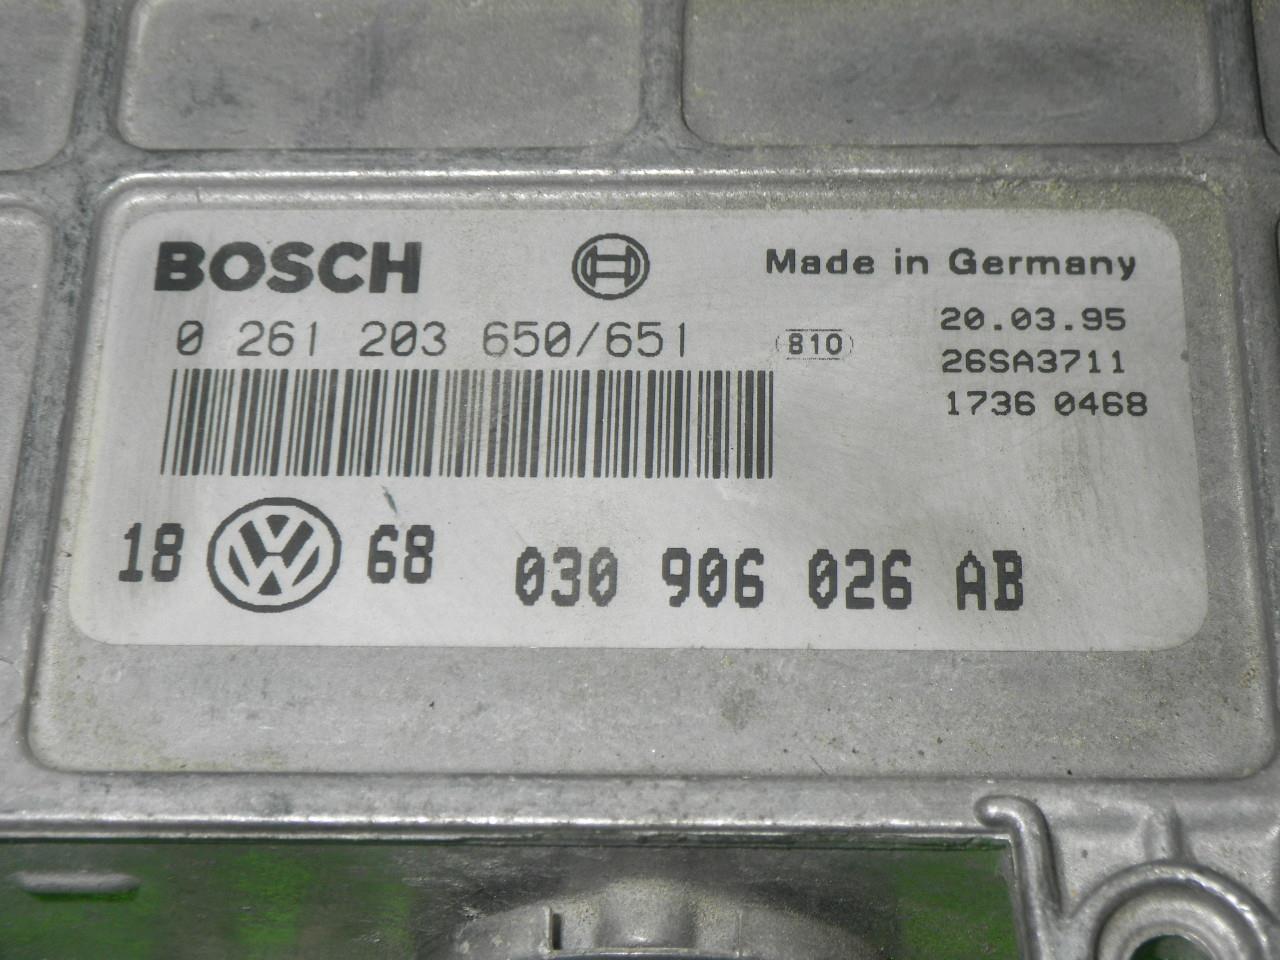 BOSCH Made in Germany
0 261 203 650/651 810 20.03.95
26SA3711
1736 0468
18 VW 68 030 906 026 AB